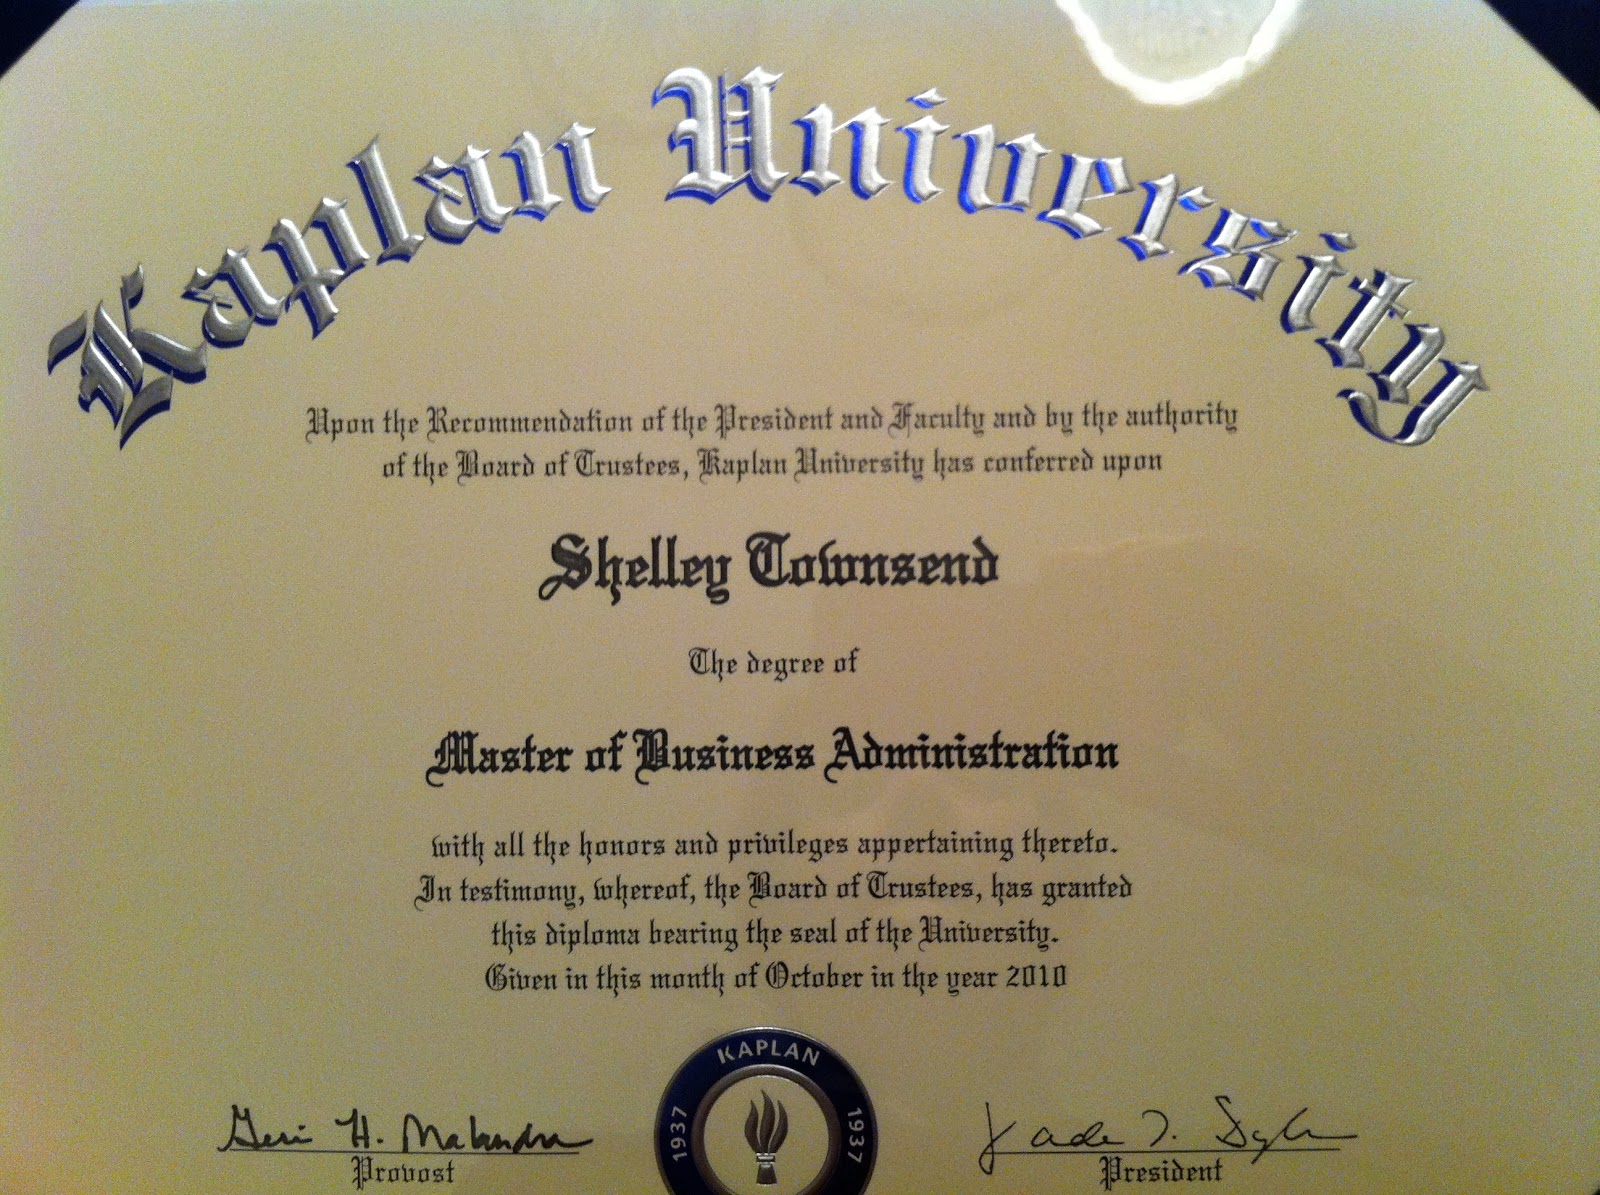 Kaplan University
Upon the Recommendation of the President and Faculty and by the authority
of the Board of Trustees, Kaplan University has conferred upon
Shelley Townsend
The degree of
Master of Business Administration
with all the honors and privileges appertaining thereto.
In testimony, whereof, the Board of Trustees, has granted
this diploma bearing the seal of the University.
Given in this month of October in the year 2010
KAPLAN
1937 1937
Geri H. Malandra
Provost
President